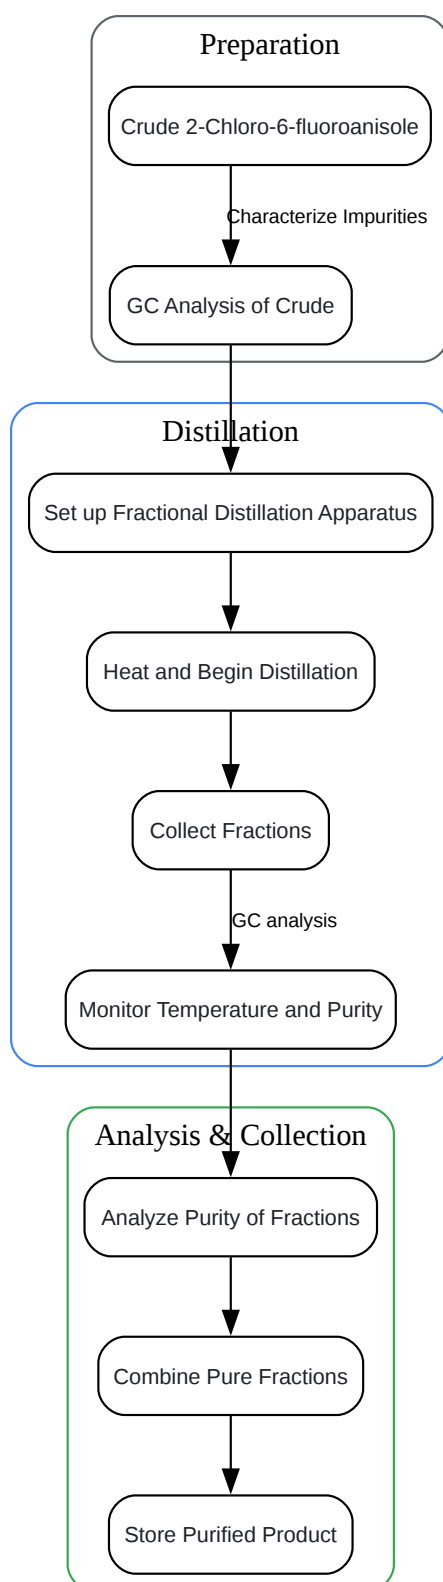 Preparation
Crude 2-Chloro-6-fluoroanisole
Characterize Impurities
GC Analysis of Crude
Distillation
Set up Fractional Distillation Apparatus
Heat and Begin Distillation
Collect Fractions
GC analysis
Monitor Temperature and Purity
Analysis & Collection
Analyze Purity of Fractions
Combine Pure Fractions
Store Purified Product